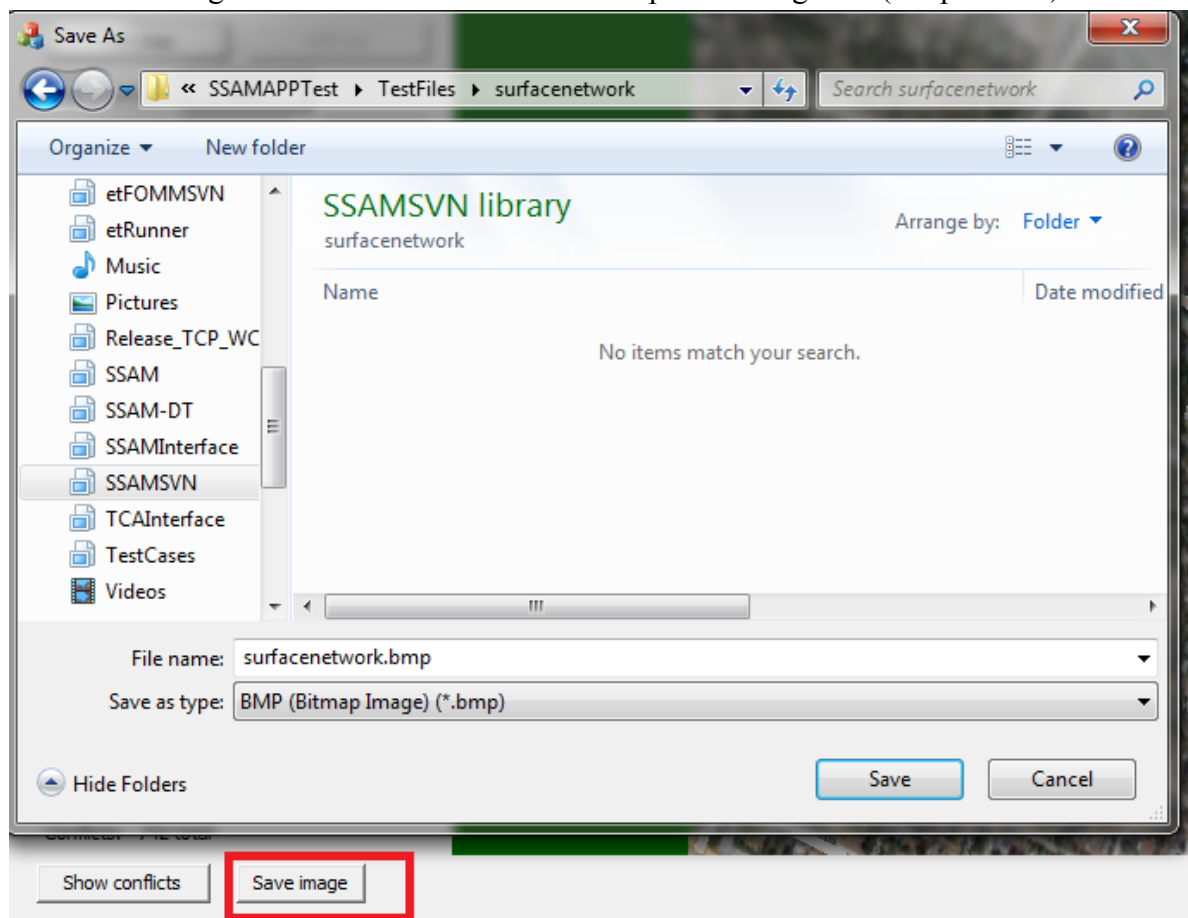 Save As
« SSAMAPPTest ▸ TestFiles ▸ surfacenetwork
Search surfacenetwork
Organize
New folder
etFOMMSVN
etRunner
Music
Pictures
Release_TCP_WC
SSAM
SSAM-DT
SSAMInterface
SSAMSVN
TCAInterface
TestCases
Videos
SSAMSVN library
surfacenetwork
Arrange by: Folder
Name
Date modified
No items match your search.
File name: surfacenetwork.bmp
Save as type: BMP (Bitmap Image) (*.bmp)
Hide Folders
Save
Cancel
Show conflicts
Save image